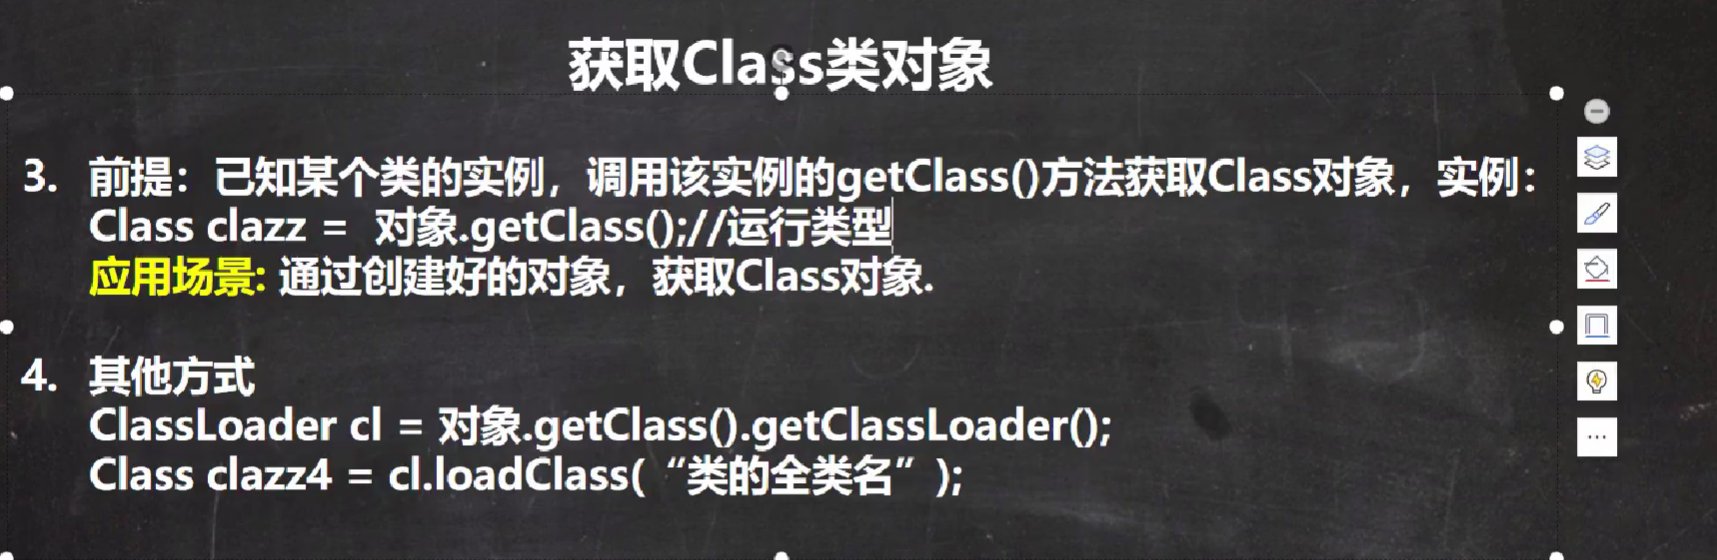 获取Class类对象
3. 前提：已知某个类的实例，调用该实例的getClass()方法获取Class对象，实例：
Class clazz = 对象.getClass();//运行类型
应用场景: 通过创建好的对象，获取Class对象.
4. 其他方式
ClassLoader cl = 对象.getClass().getClassLoader();
Class clazz4 = cl.loadClass(“类的全类名”);